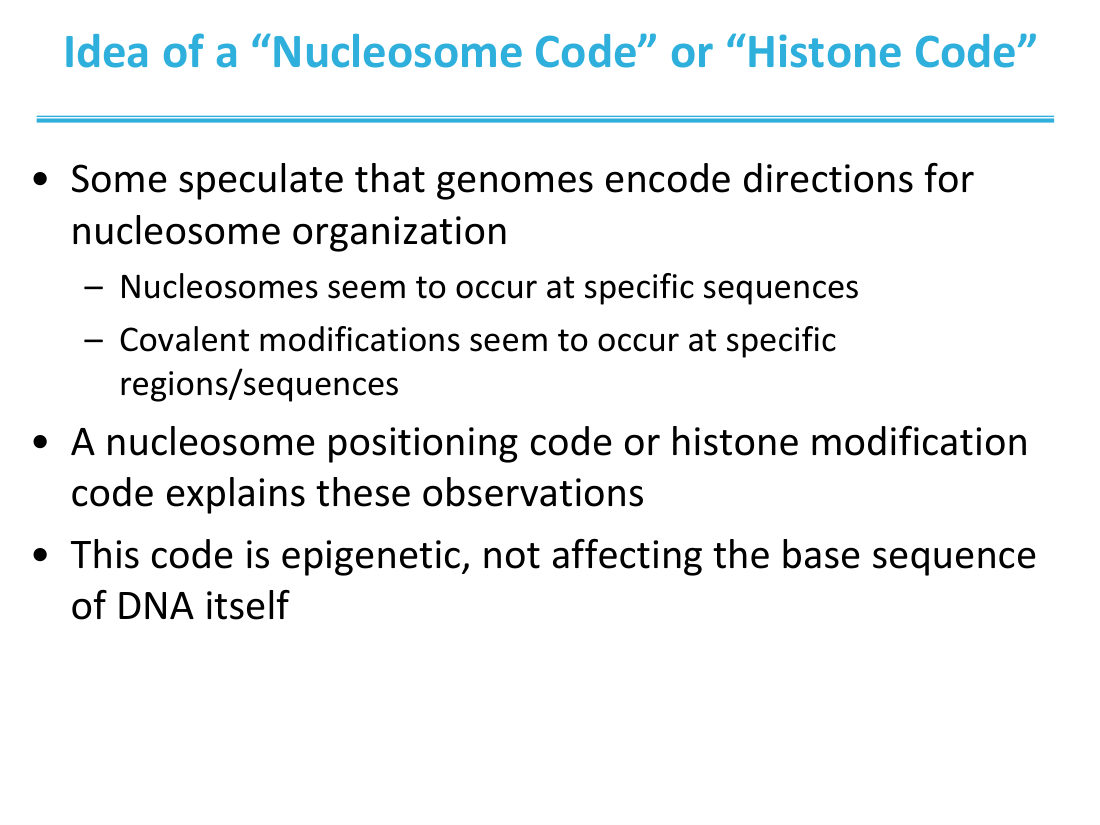 Idea of a “Nucleosome Code” or “Histone Code”
• Some speculate that genomes encode directions for
nucleosome organization
– Nucleosomes seem to occur at specific sequences
– Covalent modifications seem to occur at specific
regions/sequences
• A nucleosome positioning code or histone modification
code explains these observations
• This code is epigenetic, not affecting the base sequence
of DNA itself